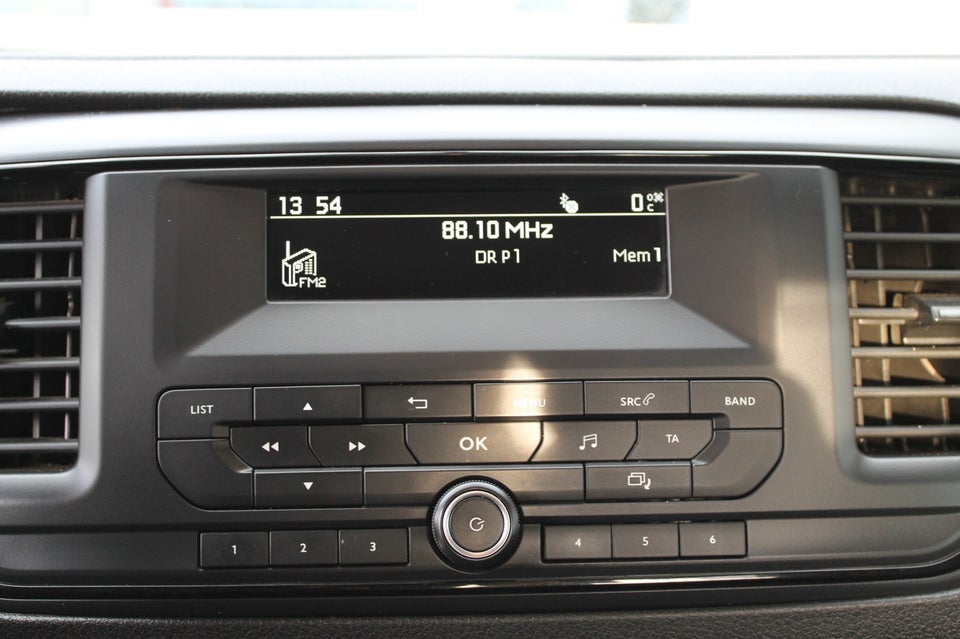 13 54 0°C
88.10 MHz
DR P1 Mem 1
FM2
LIST MENU SRC BAND
OK TA
1 2 3 4 5 6